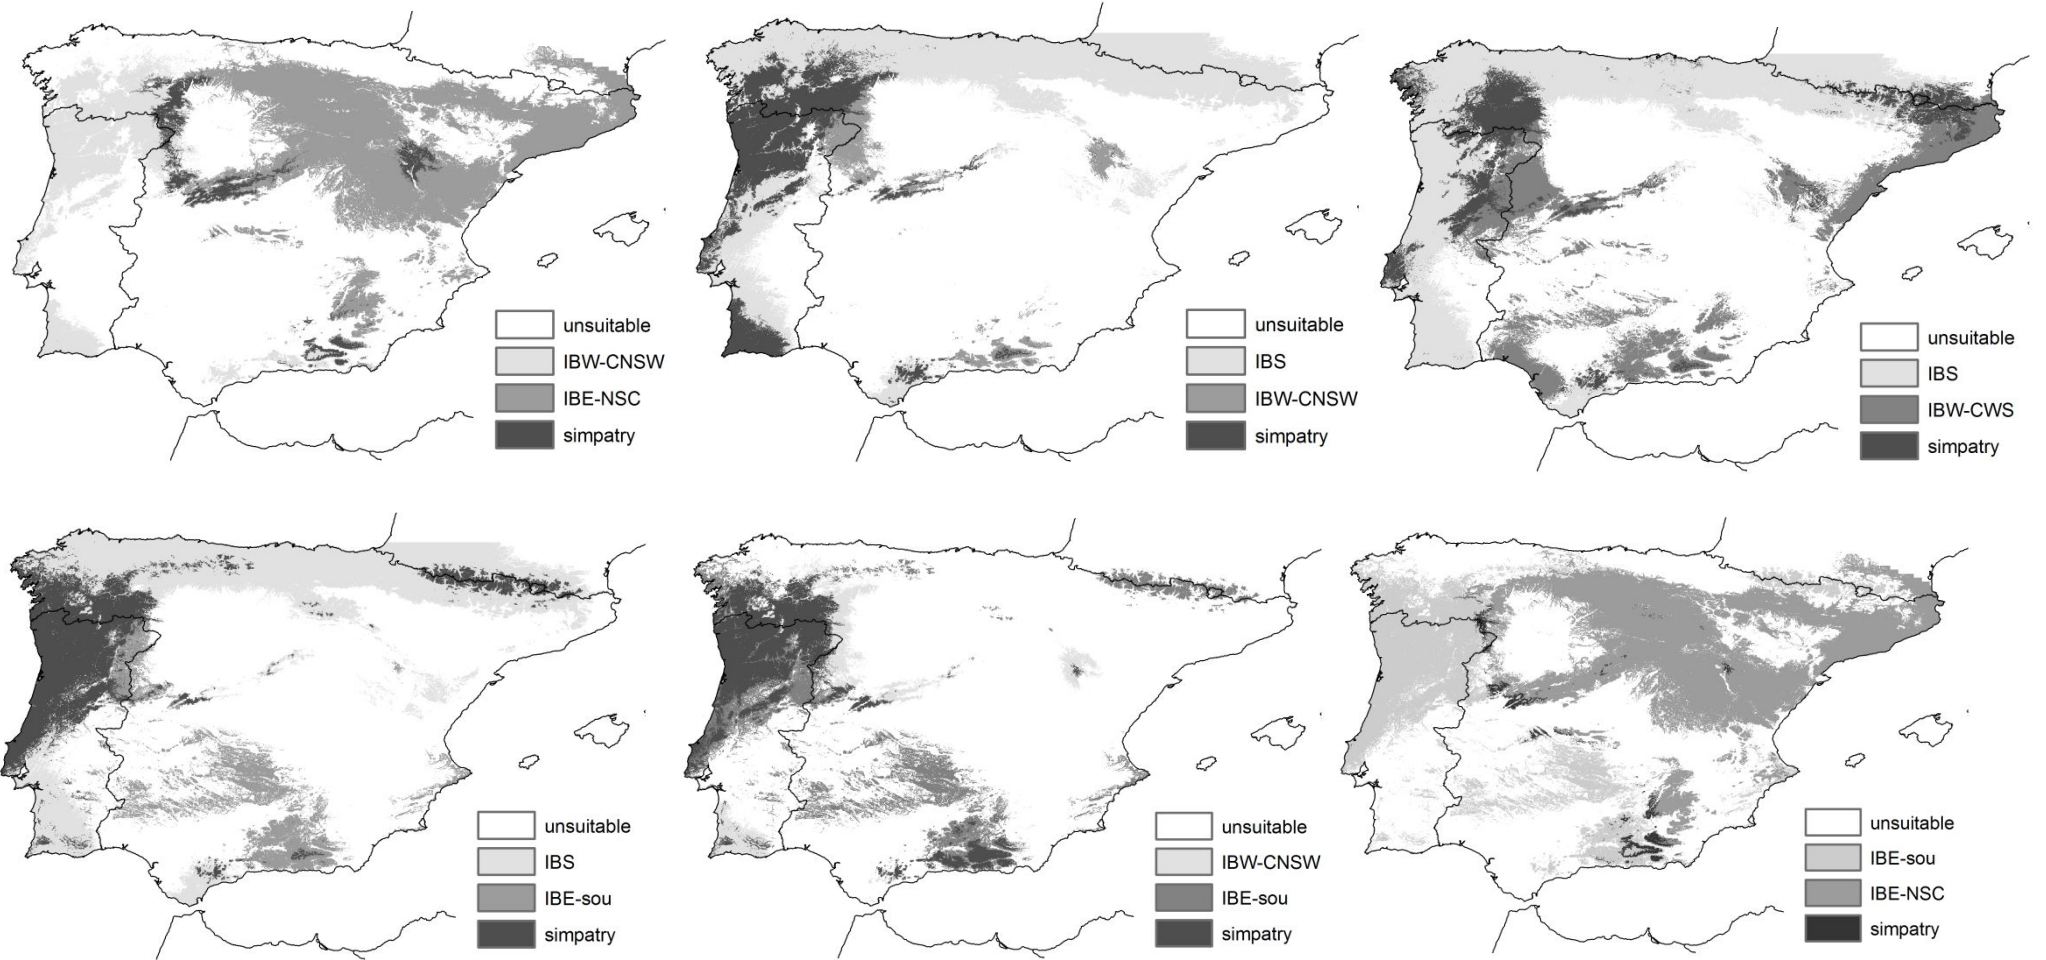 unsuitable
IBW-CNSW
IBE-NSC
simpatry
unsuitable
IBS
IBW-CNSW
simpatry
unsuitable
IBS
IBW-CWS
simpatry
unsuitable
IBS
IBE-sou
simpatry
unsuitable
IBW-CNSW
IBE-sou
simpatry
unsuitable
IBE-sou
IBE-NSC
simpatry